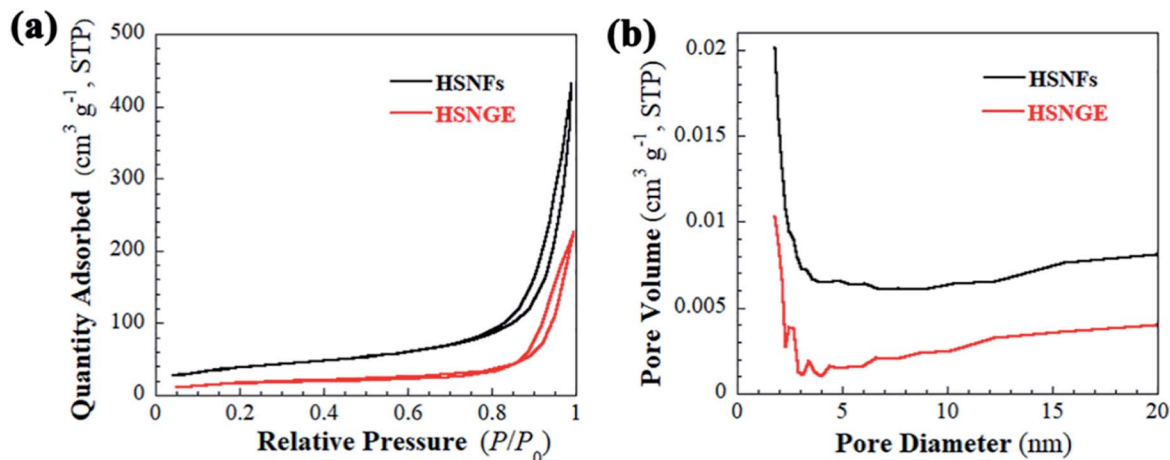 (a)
500
400
300
200
100
0
Quantity Adsorbed (cm³ g⁻¹, STP)
HSNFs
HSNGE
0 0.2 0.4 0.6 0.8 1
Relative Pressure (P/P₀)
(b)
0.02
0.015
0.01
0.005
0
Pore Volume (cm³ g⁻¹, STP)
HSNFs
HSNGE
0 5 10 15 20
Pore Diameter (nm)